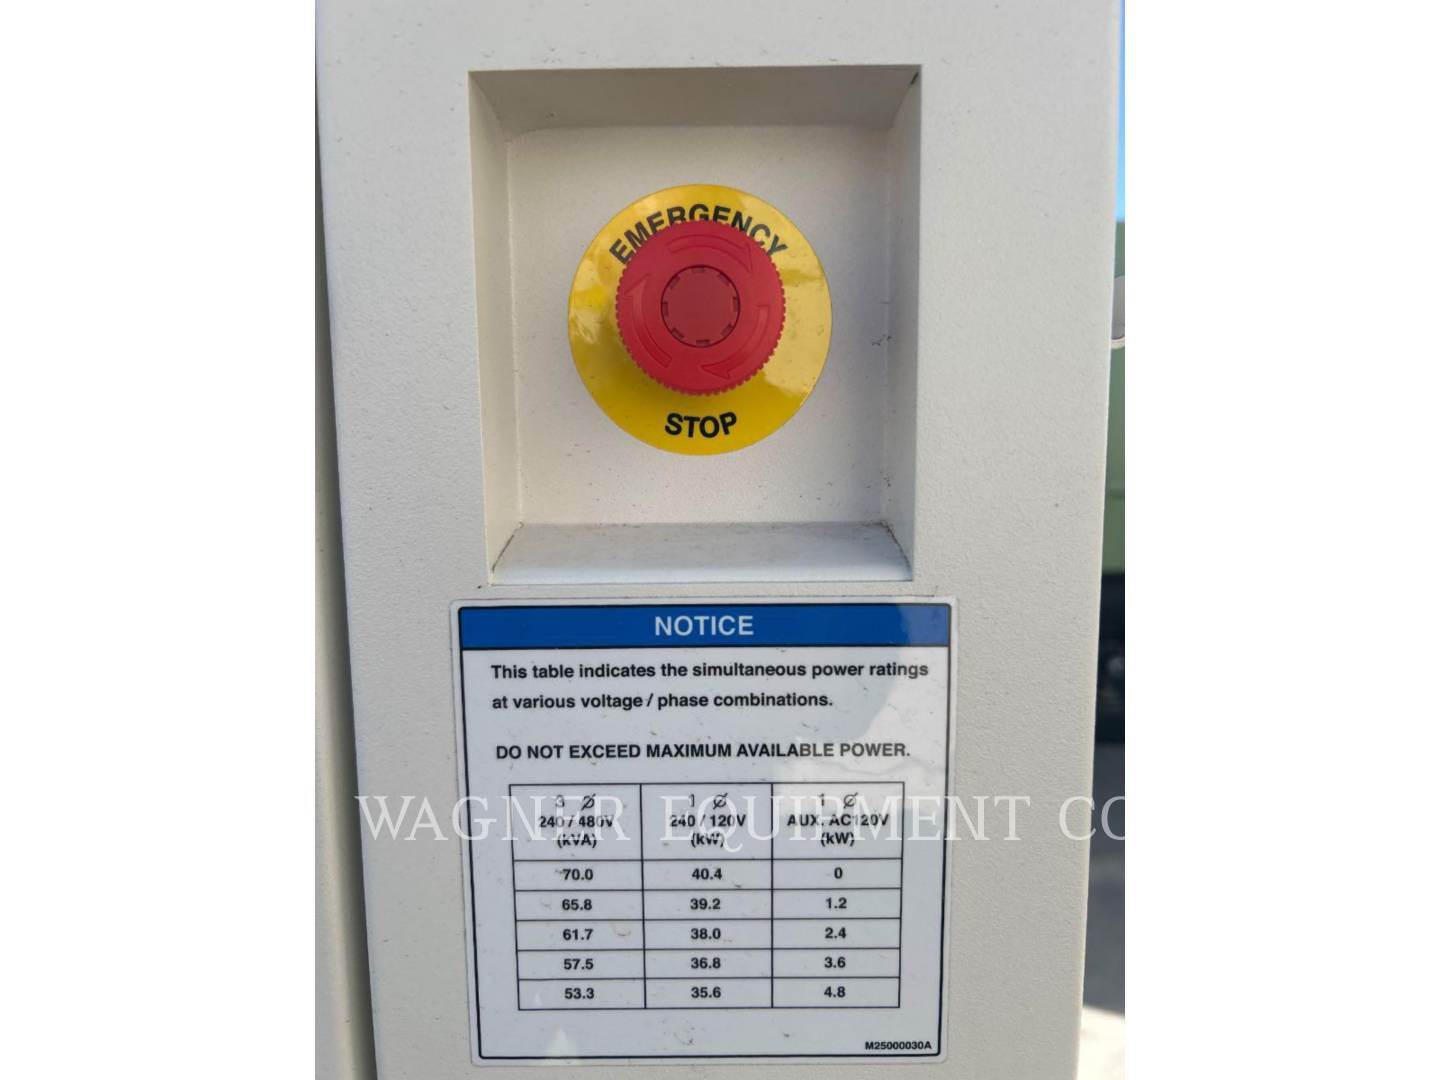 EMERGENCY
STOP
NOTICE
This table indicates the simultaneous power ratings
at various voltage / phase combinations.
DO NOT EXCEED MAXIMUM AVAILABLE POWER.
3 Ø 1 Ø 1 Ø
240 / 480V 240 / 120V AUX. AC120V
(kVA) (kW) (kW)
WAGNER EQUIPMENT CO
70.0 40.4 0
65.8 39.2 1.2
61.7 38.0 2.4
57.5 36.8 3.6
53.3 35.6 4.8
M25000030A